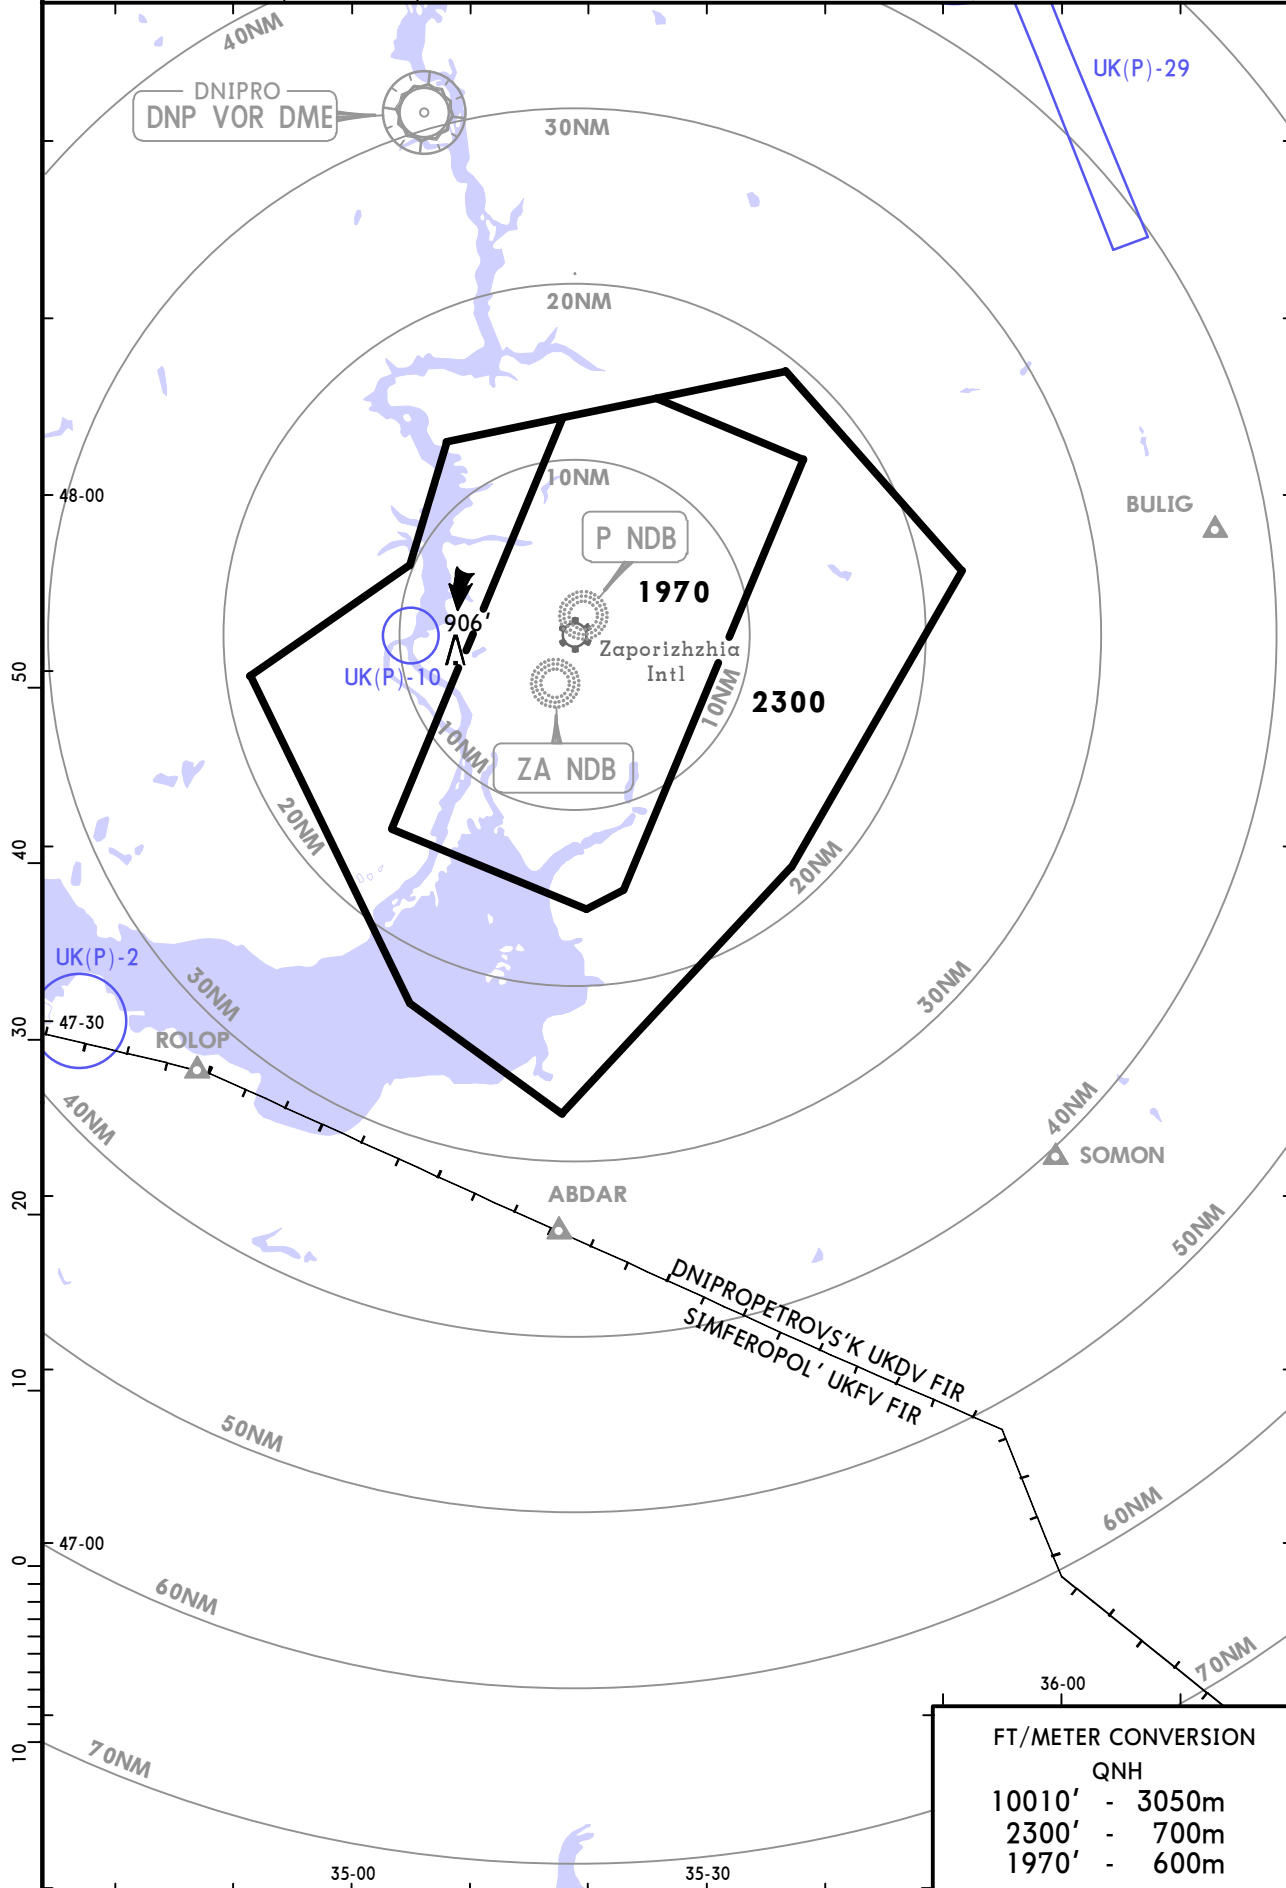 40NM
UK(P)-29
DNIPRO
DNP VOR DME
30NM
20NM
10NM
48-00
BULIG
P NDB
1970
906'
Zaporizhzhia
Intl
UK(P)-10
50
10NM
2300
10NM
ZA NDB
20NM
40
20NM
UK(P)-2
30NM
30NM
47-30
30
ROLOP
40NM
40NM
SOMON
ABDAR
20
50NM
DNIPROPETROVS'K UKDV FIR
SIMFEROPOL' UKFV FIR
10
50NM
60NM
47-00
0
60NM
70NM
36-00
10
70NM
FT/METER CONVERSION
QNH
10010' - 3050m
2300' - 700m
1970' - 600m
35-00
35-30